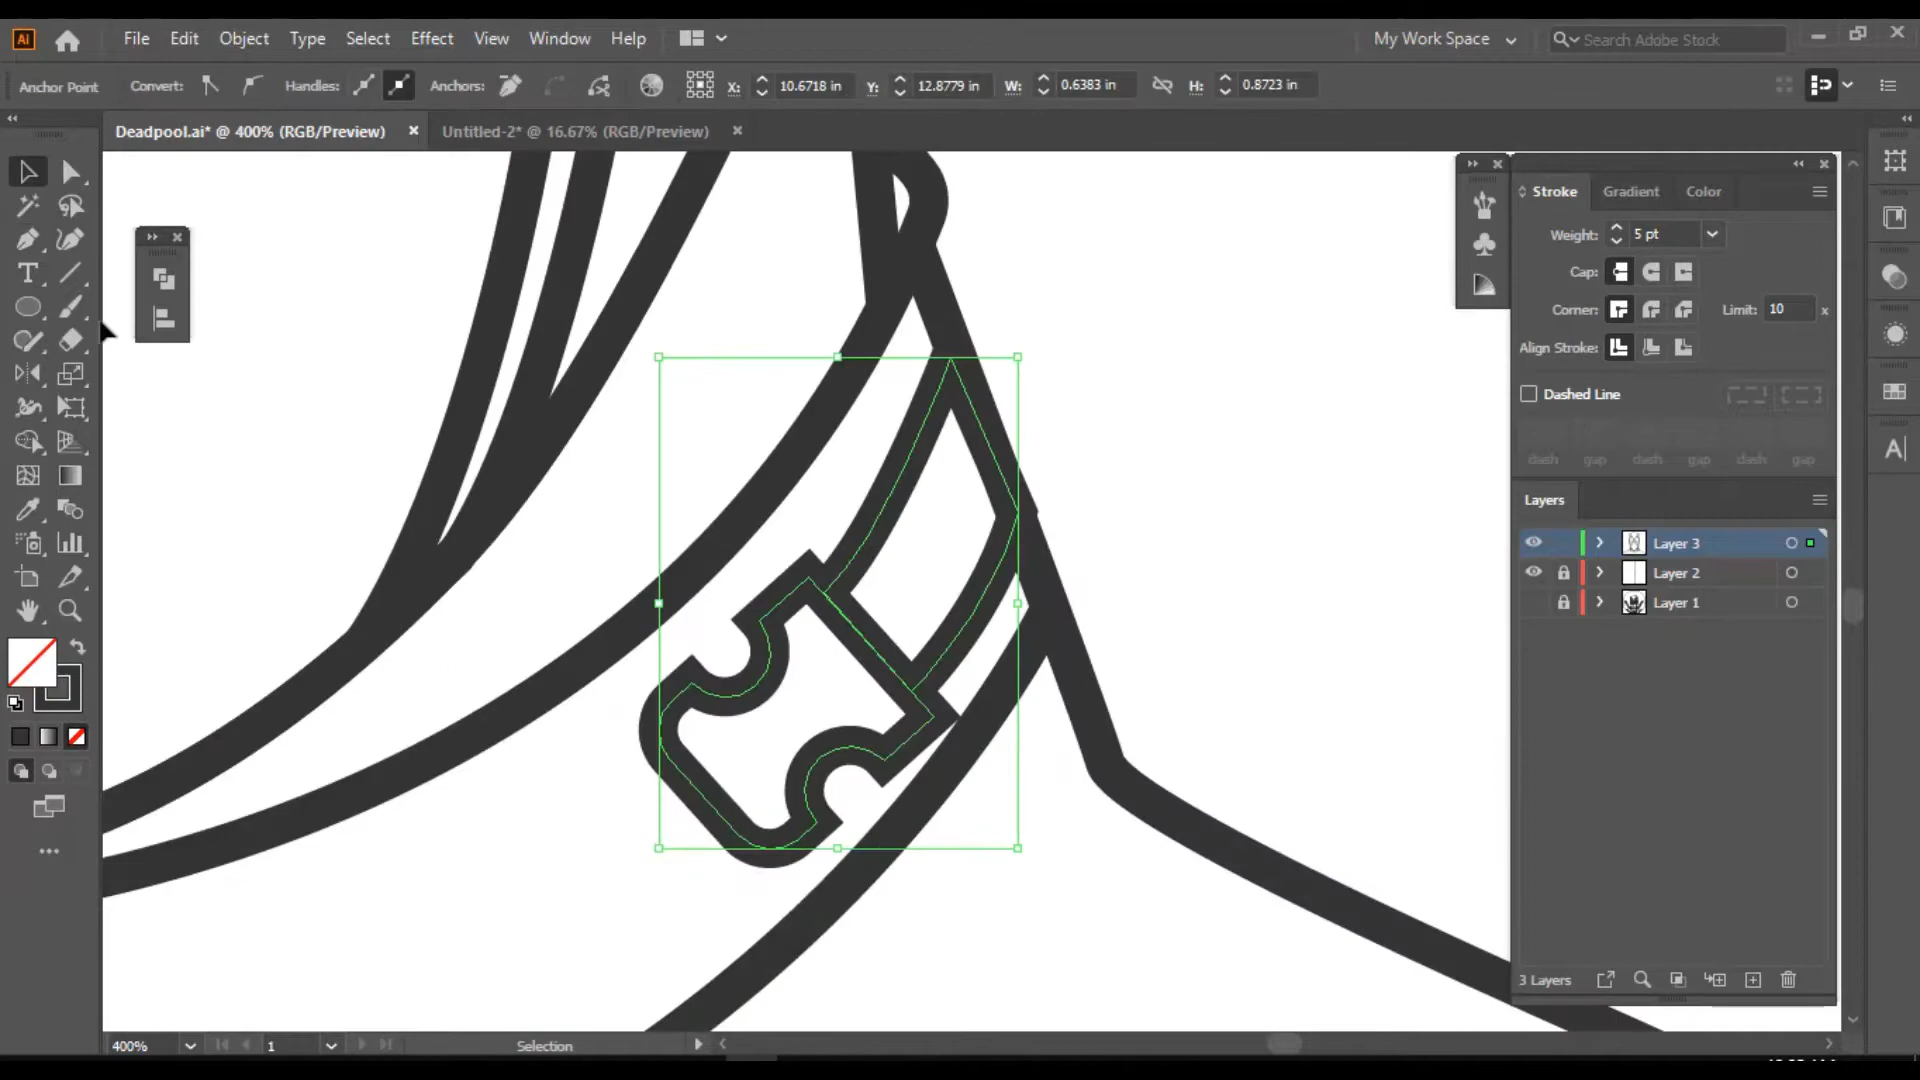 Ai File Edit Object Type Select Effect View Window Help My Work Space Search Adobe Stock
Anchor Point Convert: Handles: Anchors: X: 10.6718 in Y: 12.8779 in W: 0.6383 in H: 0.8723 in
Deadpool.ai* @ 400% (RGB/Preview) Untitled-2* @ 16.67% (RGB/Preview)
Stroke Gradient Color
Weight: 5 pt
Cap:
Corner: Limit: 10 x
Align Stroke:
Dashed Line
dash gap dash gap dash gap
Layers
Layer 3
Layer 2
Layer 1
3 Layers
400% 1 Selection